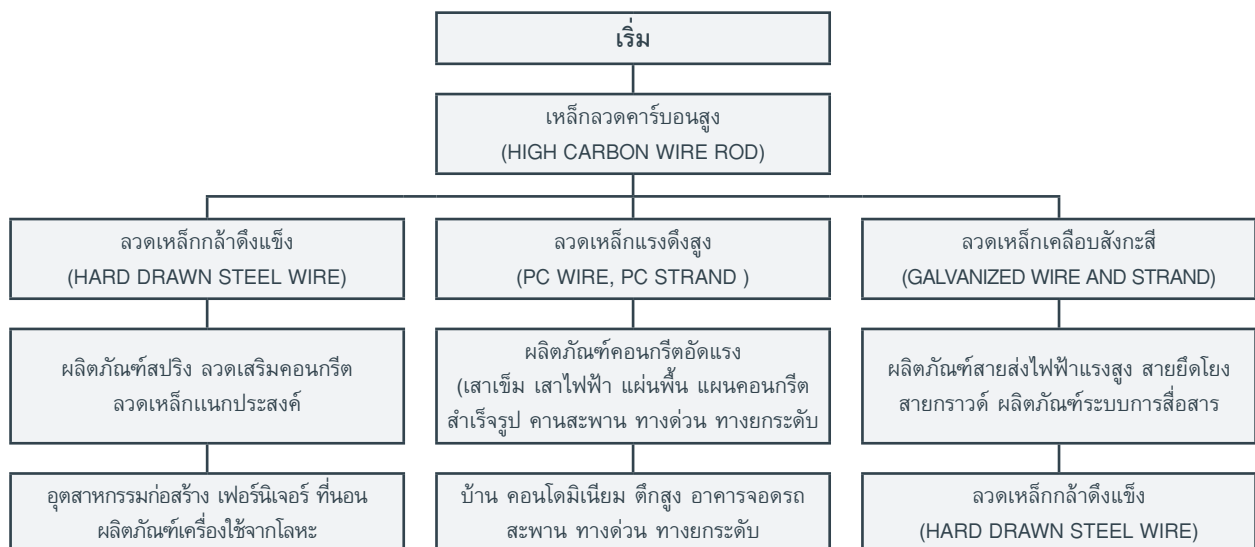 เริ่ม
เหล็กลวดคาร์บอนสูง
(HIGH CARBON WIRE ROD)
ลวดเหล็กกล้าดึงแข็ง
(HARD DRAWN STEEL WIRE)
ลวดเหล็กแรงดึงสูง
(PC WIRE, PC STRAND )
ลวดเหล็กเคลือบสังกะสี
(GALVANIZED WIRE AND STRAND)
ผลิตภัณฑ์สปริง ลวดเสริมคอนกรีต
ลวดเหล็กแนกประสงค์
ผลิตภัณฑ์คอนกรีตอัดแรง
(เสาเข็ม เสาไฟฟ้า แผ่นพื้น แผนคอนกรีต
สำเร็จรูป คานสะพาน ทางด่วน ทางยกระดับ
ผลิตภัณฑ์สายส่งไฟฟ้าแรงสูง สายยึดโยง
สายกราวด์ ผลิตภัณฑ์ระบบการสื่อสาร
อุตสาหกรรมก่อสร้าง เฟอร์นิเจอร์ ที่นอน
ผลิตภัณฑ์เครื่องใช้จากโลหะ
บ้าน คอนโดมิเนียม ตึกสูง อาคารจอดรถ
สะพาน ทางด่วน ทางยกระดับ
ลวดเหล็กกล้าดึงแข็ง
(HARD DRAWN STEEL WIRE)